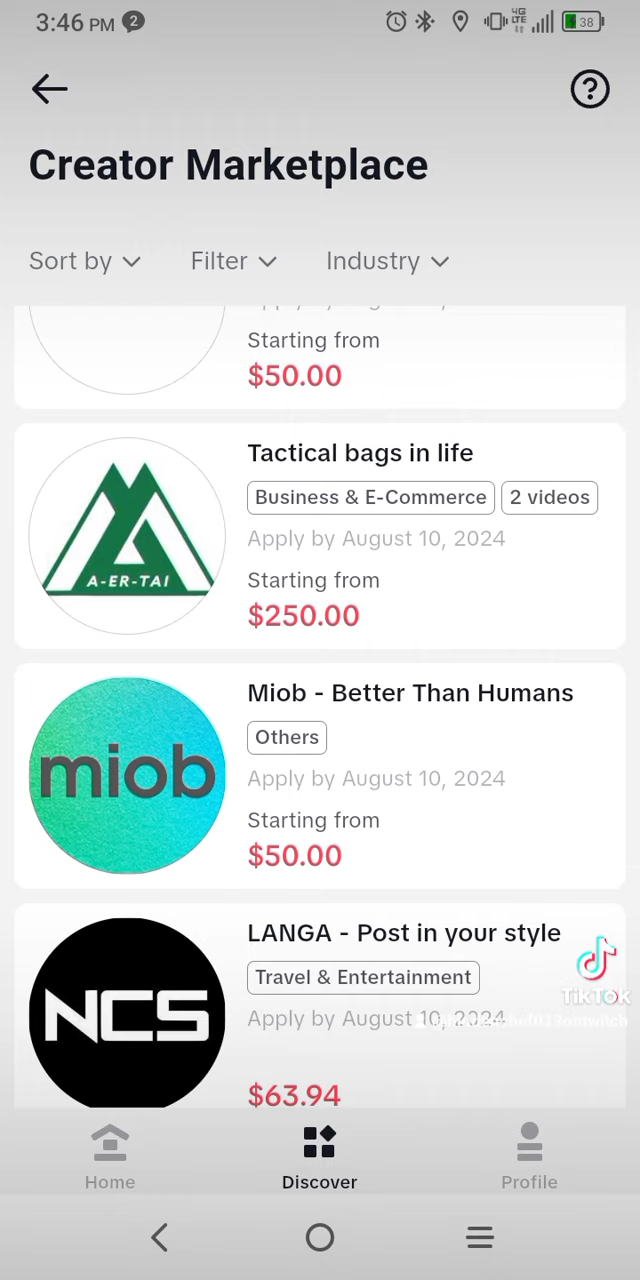 3:46 PM 2
4G
LTE
38
Creator Marketplace
Sort by
Filter
Industry
Starting from
$50.00
Tactical bags in life
Business & E-Commerce
2 videos
A-ER-TAI
Apply by August 10, 2024
Starting from
$250.00
Miob - Better Than Humans
miob
Others
Apply by August 10, 2024
Starting from
$50.00
LANGA - Post in your style
NCS
Travel & Entertainment
TikTok
Apply by August 10, 2024
$63.94
Home
Discover
Profile